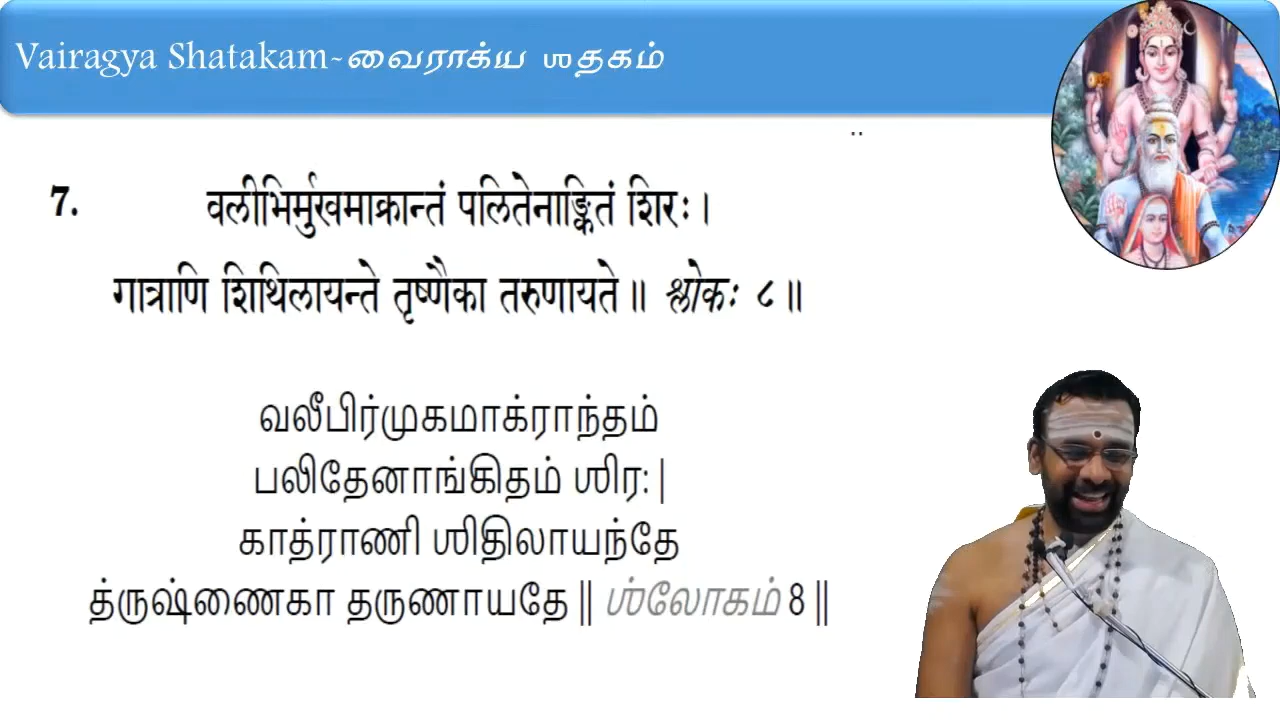 Vairagya Shatakam-வைராக்ய ஶதகம்
..
7. वलीभिर्मुखमाक्रान्तं पलितेनाङ्कितं शिरः।
गात्राणि शिथिलायन्ते तृष्णैका तरुणायते॥ श्लोकः ८॥
வலீபிர்முகமாக்ராந்தம்
பலிதேனாங்கிதம் ஶிர:|
காத்ராணி ஶிதிலாயந்தே
த்ருஷ்ணைகா தருணாயதே || ஶ்லோகம் 8 ||